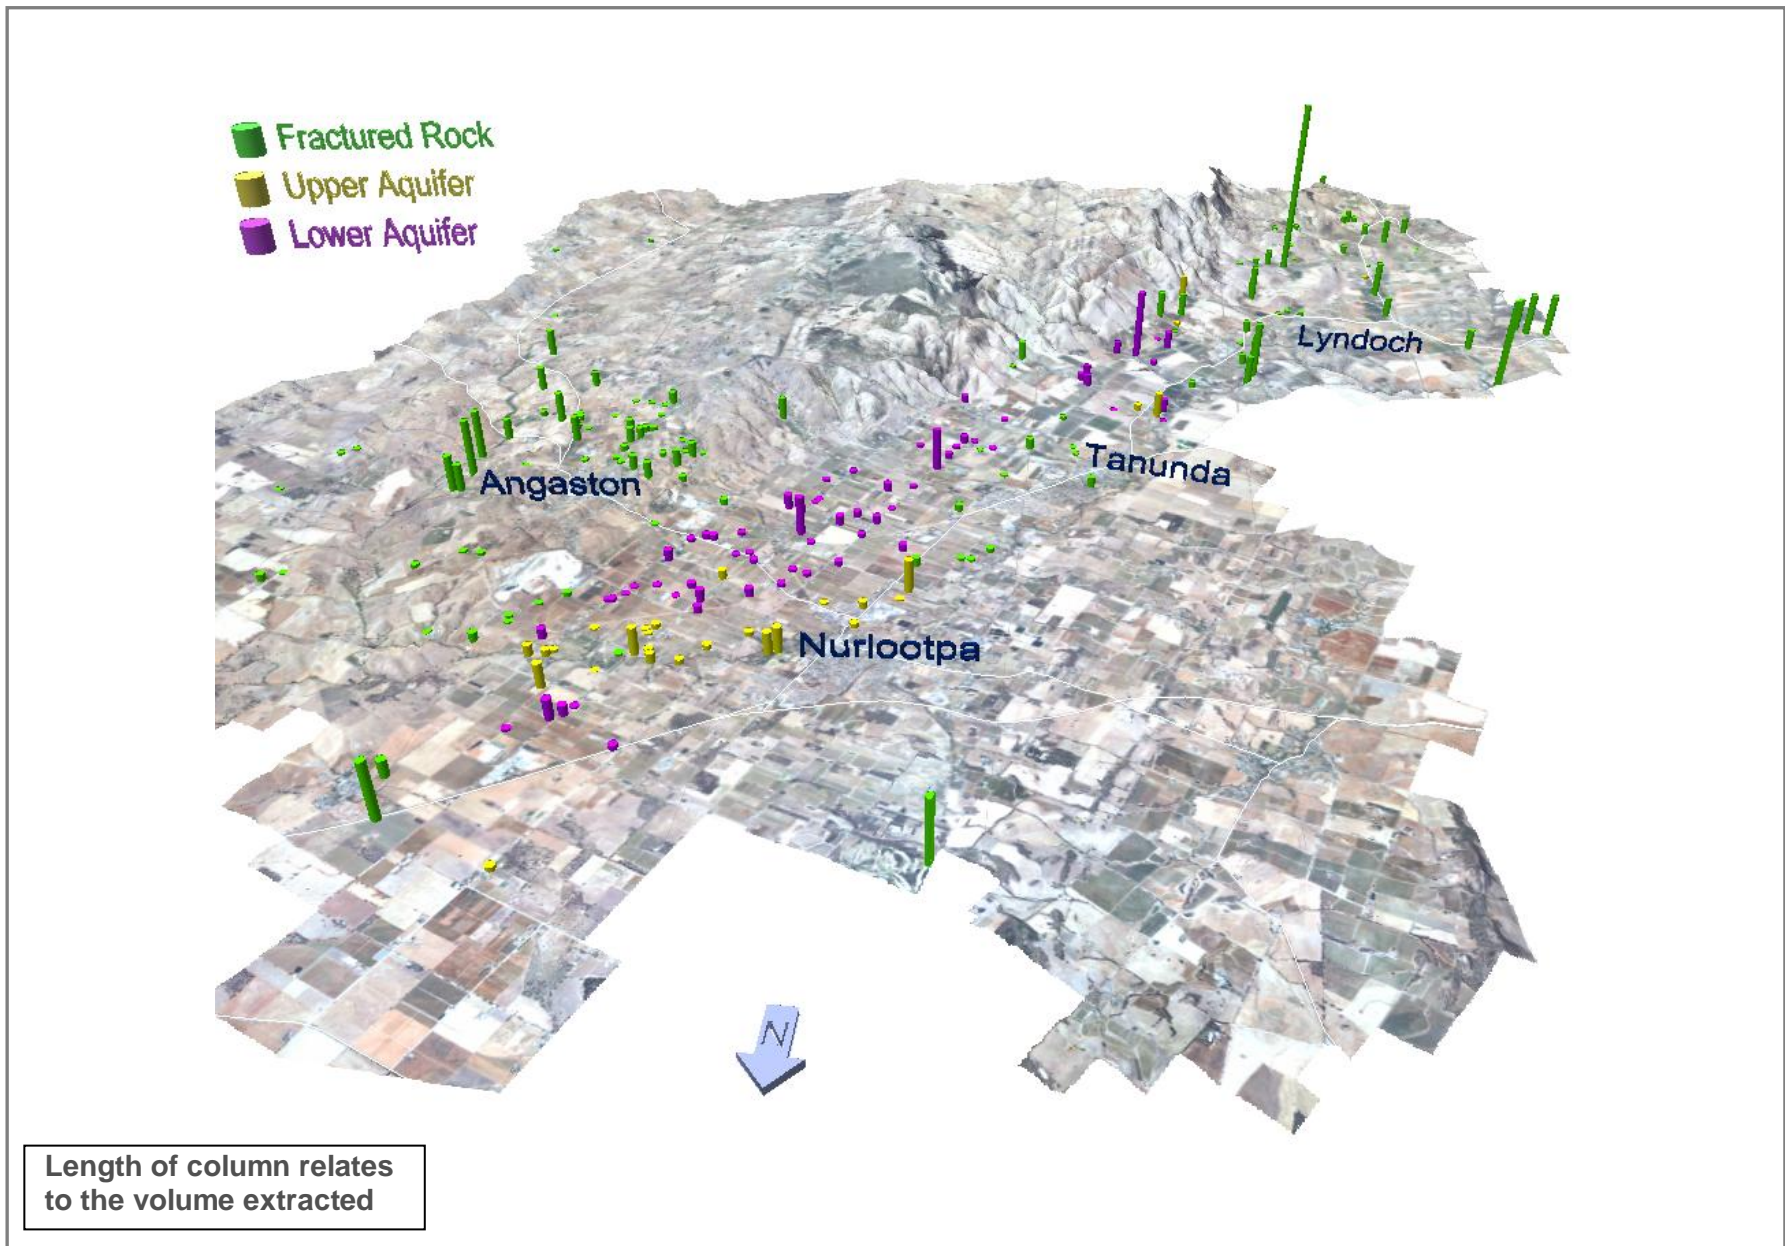 Fractured Rock
Upper Aquifer
Lower Aquifer
Lyndoch
Tanunda
Angaston
Nurlootpa
N
Length of column relates
to the volume extracted